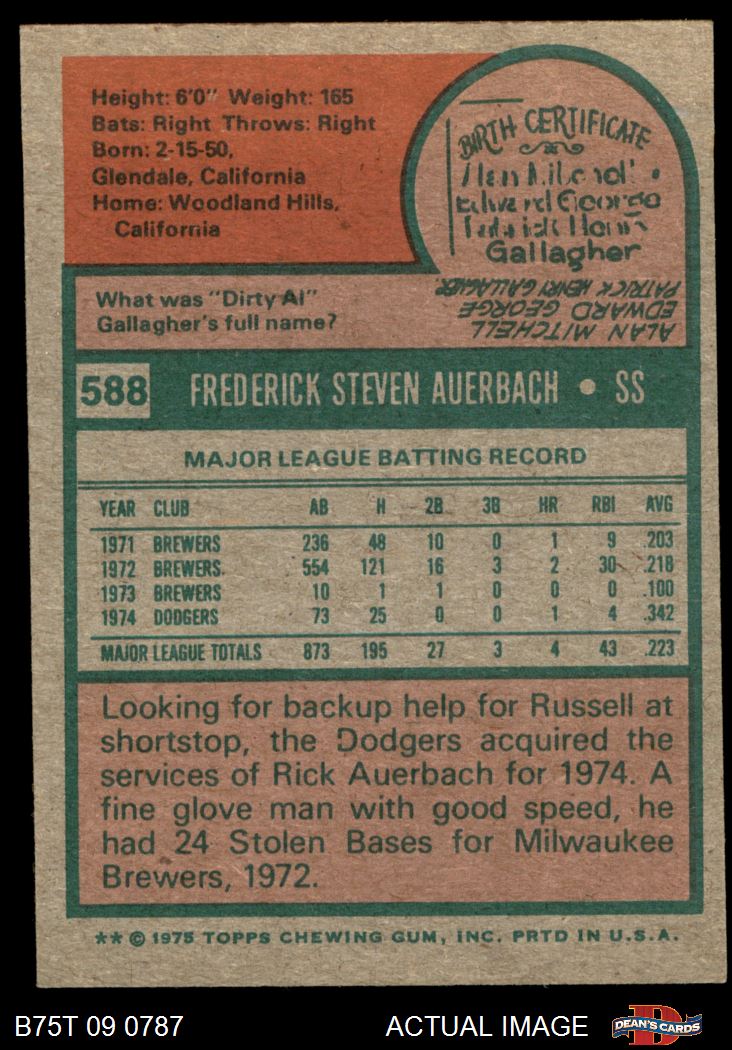 Height: 6'0" Weight: 165
Bats: Right Throws: Right
Born: 2-15-50,
Glendale, California
Home: Woodland Hills,
California
BIRTH CERTIFICATE
Gallagher
What was "Dirty Al"
Gallagher's full name?
ALAN MITCHELL
EDWARD GEORGE
PATRICK HENRY GALLAGHER.
588 FREDERICK STEVEN AUERBACH • SS
MAJOR LEAGUE BATTING RECORD
YEAR CLUB AB H 2B 3B HR RBI AVG
1971 BREWERS 236 48 10 0 1 9 .203
1972 BREWERS. 554 121 16 3 2 30 .218
1973 BREWERS 10 1 1 0 0 0 .100
1974 DODGERS 73 25 0 0 1 4 .342
MAJOR LEAGUE TOTALS 873 195 27 3 4 43 .223
Looking for backup help for Russell at
shortstop, the Dodgers acquired the
services of Rick Auerbach for 1974. A
fine glove man with good speed, he
had 24 Stolen Bases for Milwaukee
Brewers, 1972.
** © 1975 TOPPS CHEWING GUM, INC. PRTD IN U.S.A.
B75T 09 0787 ACTUAL IMAGE DEAN'S CARDS